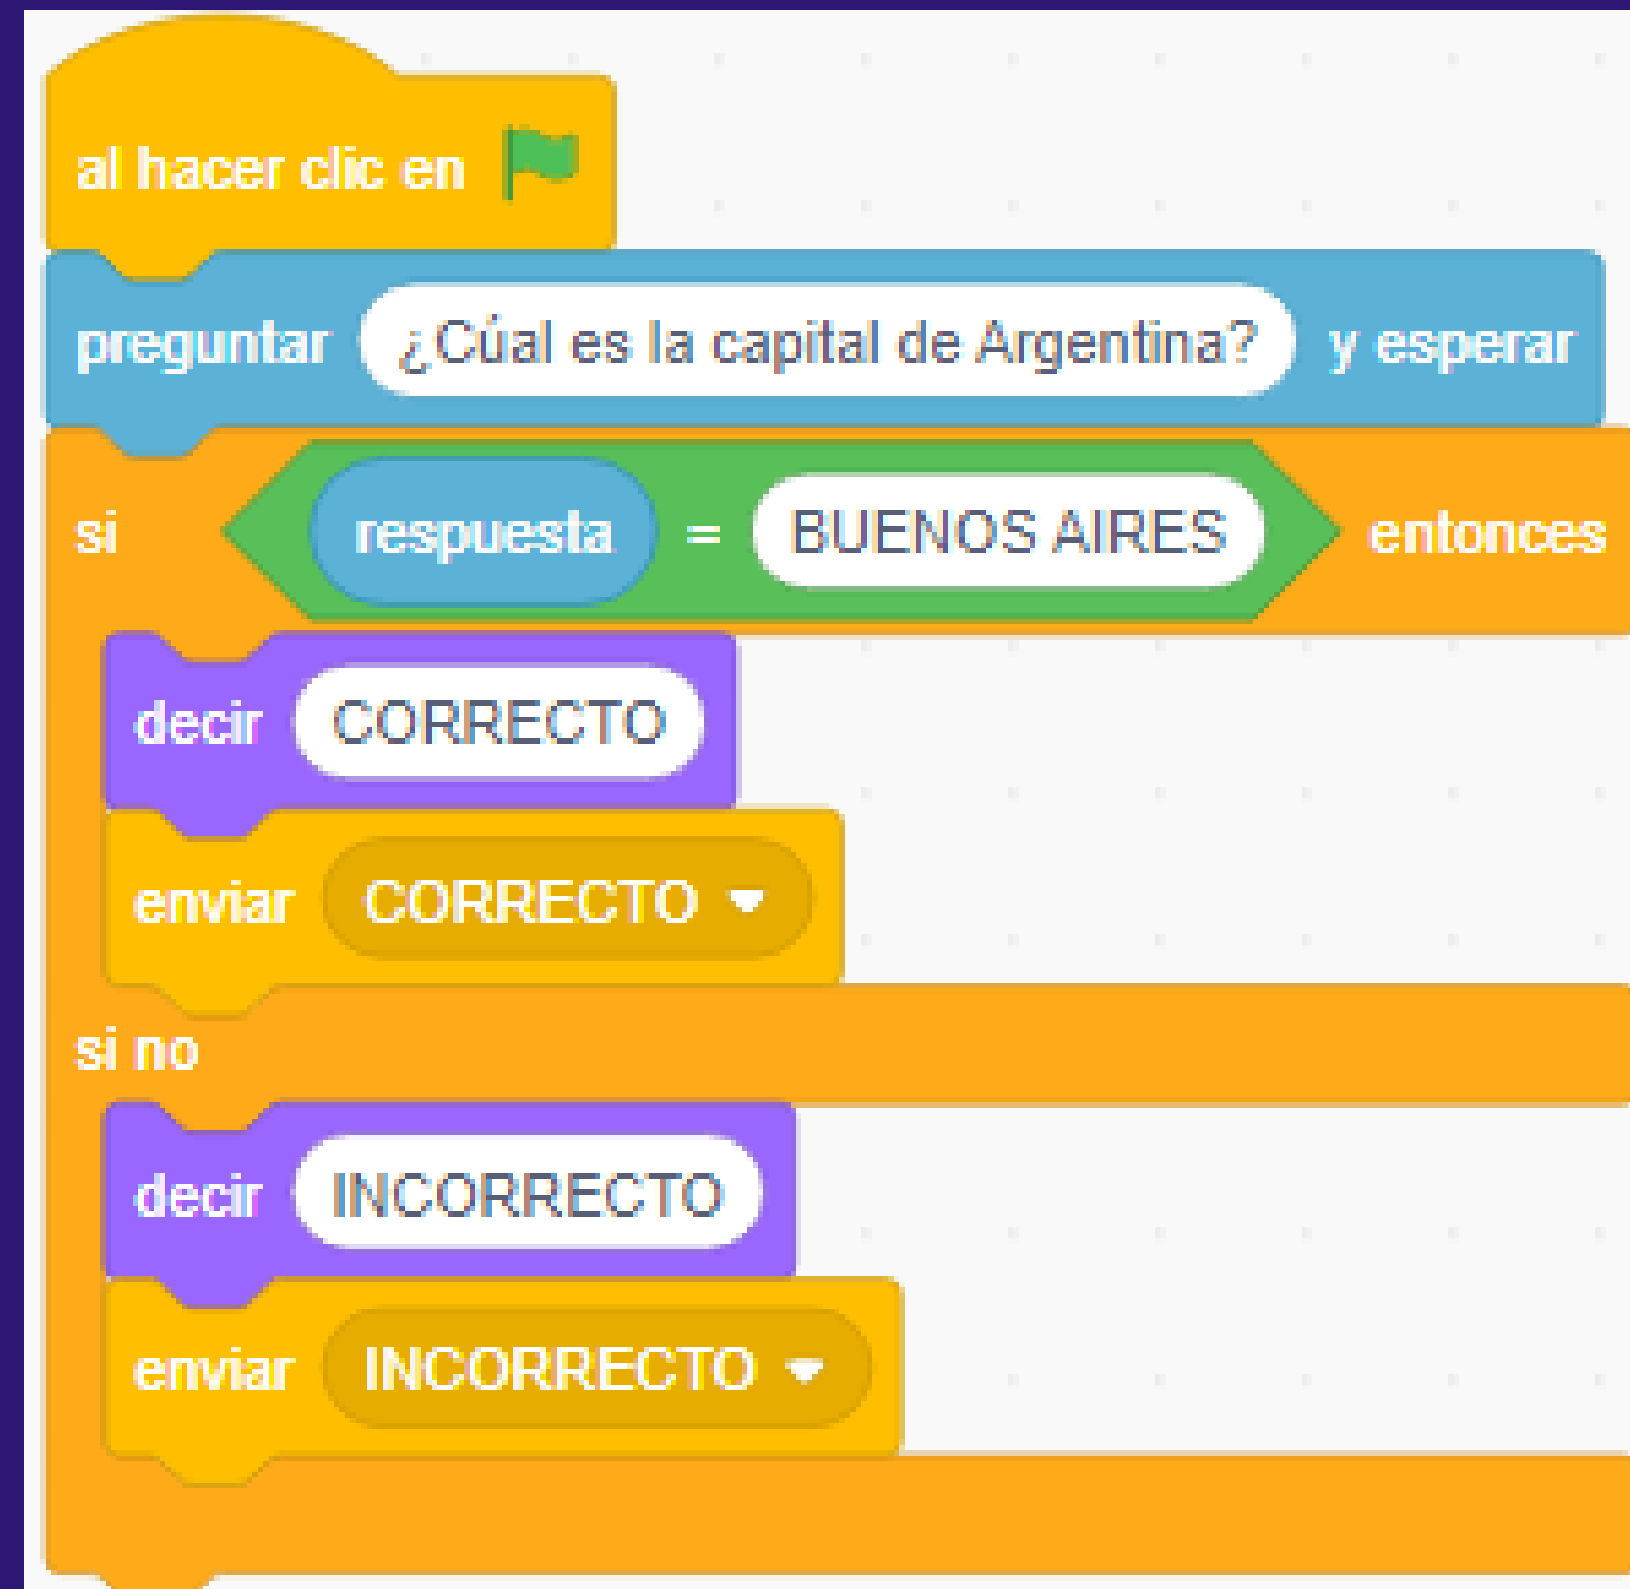 al hacer clic en
preguntar ¿Cúal es la capital de Argentina? y esperar
si respuesta = BUENOS AIRES entonces
decir CORRECTO
enviar CORRECTO
si no
decir INCORRECTO
enviar INCORRECTO